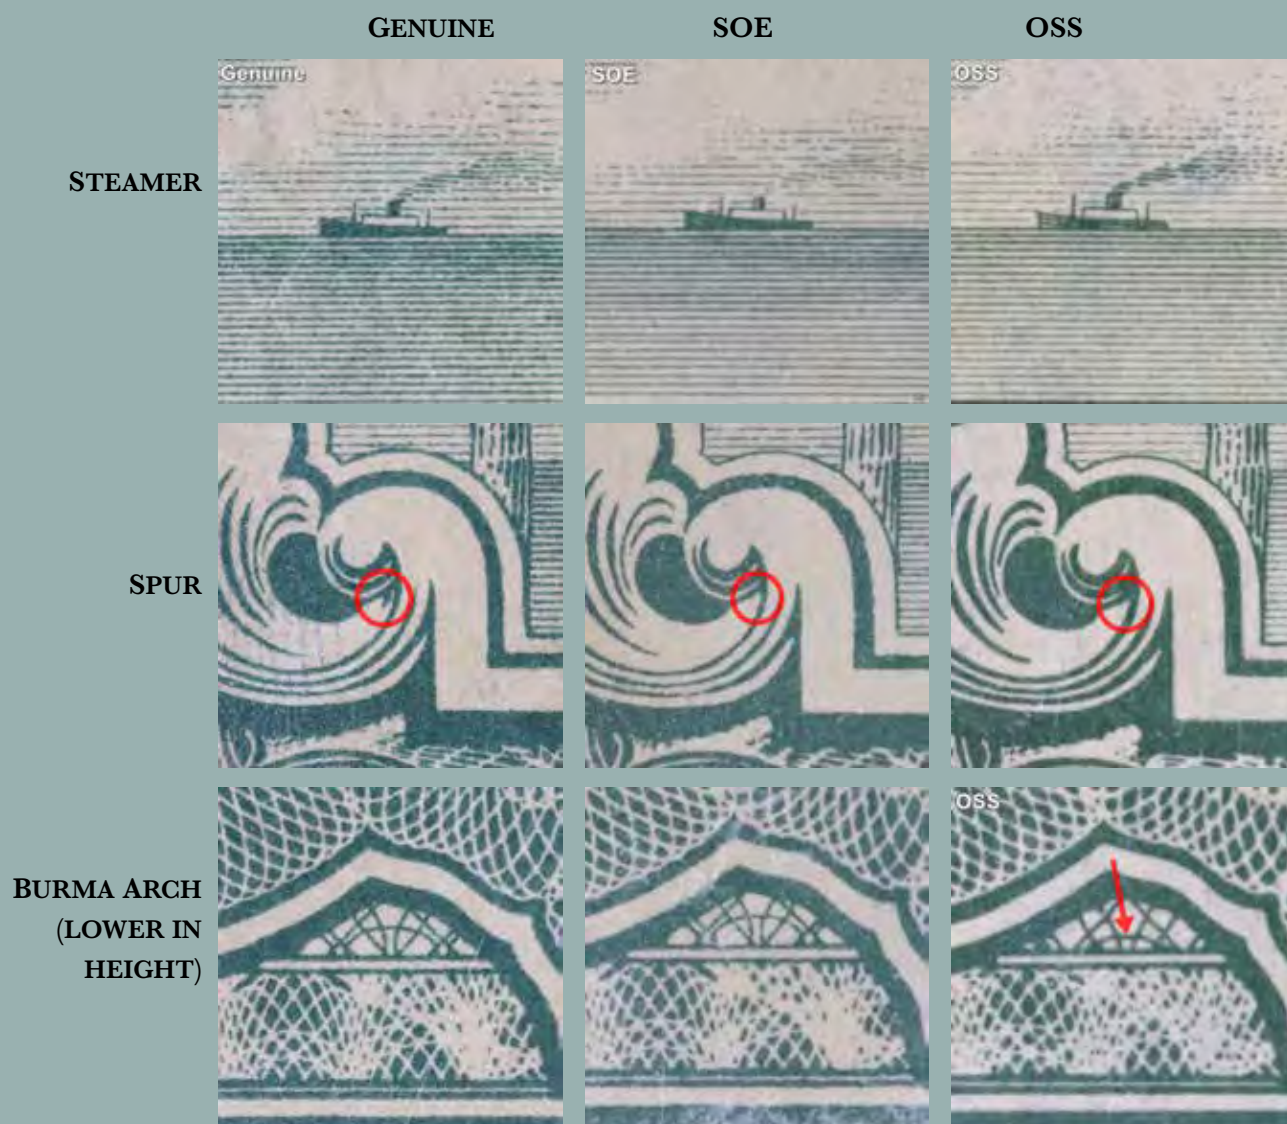 GENUINE SOE OSS
Genuine SOE OSS
STEAMER
SPUR
OSS
BURMA ARCH
(LOWER IN
HEIGHT)